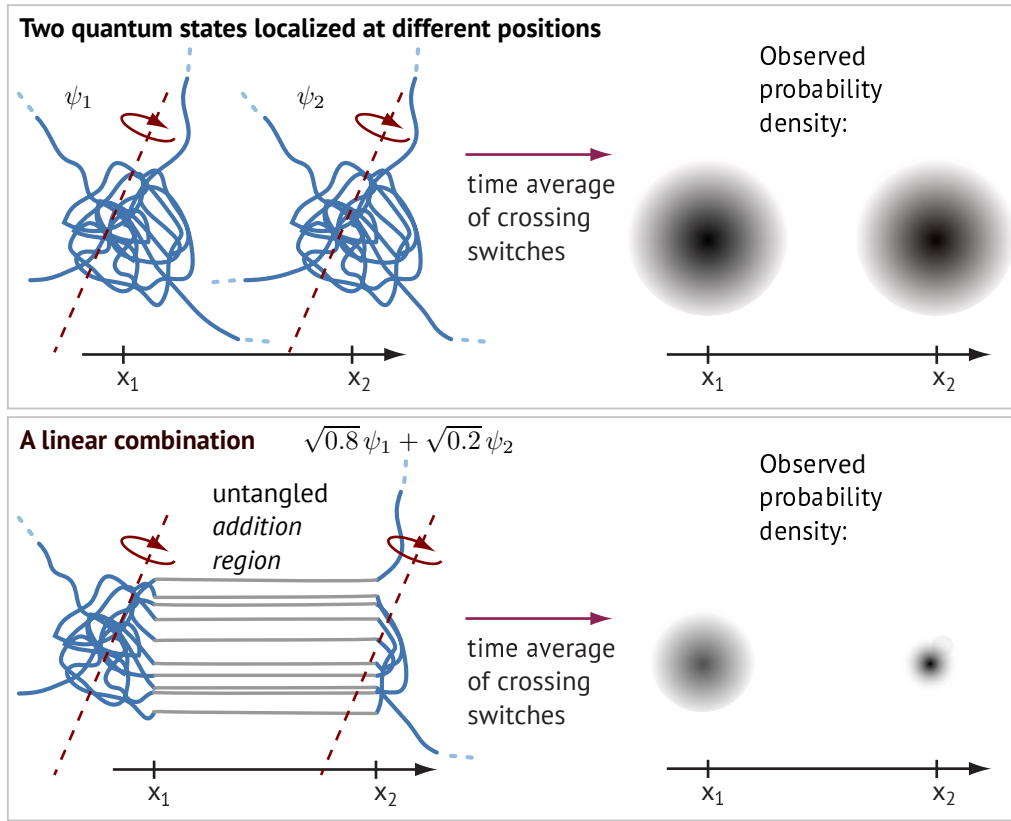 Two quantum states localized at different positions
ψ₁
ψ₂
Observed
probability
density:
time average
of crossing
switches
x₁
x₂
x₁
x₂
A linear combination
√0.8 ψ₁ + √0.2 ψ₂
untangled
addition
region
Observed
probability
density:
time average
of crossing
switches
x₁
x₂
x₁
x₂